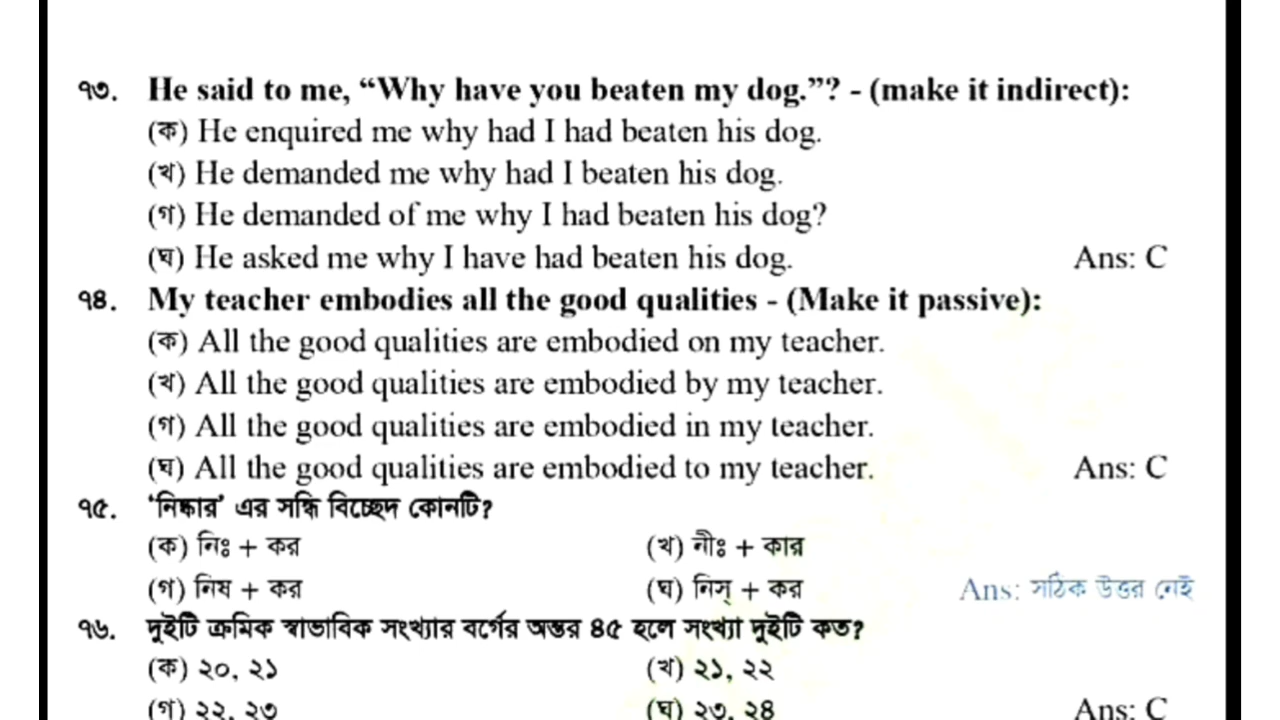 ৭৩. He said to me, “Why have you beaten my dog.”? - (make it indirect):
(ক) He enquired me why had I had beaten his dog.
(খ) He demanded me why had I beaten his dog.
(গ) He demanded of me why I had beaten his dog?
(ঘ) He asked me why I have had beaten his dog. Ans: C
৭৪. My teacher embodies all the good qualities - (Make it passive):
(ক) All the good qualities are embodied on my teacher.
(খ) All the good qualities are embodied by my teacher.
(গ) All the good qualities are embodied in my teacher.
(ঘ) All the good qualities are embodied to my teacher. Ans: C
৭৫. ‘নিষ্কার’ এর সন্ধি বিচ্ছেদ কোনটি?
(ক) নিঃ + কর (খ) নীঃ + কার
(গ) নিষ + কর (ঘ) নিস্ + কর Ans: সঠিক উত্তর নেই
৭৬. দুইটি ক্রমিক স্বাভাবিক সংখ্যার বর্গের অন্তর ৪৫ হলে সংখ্যা দুইটি কত?
(ক) ২০, ২১ (খ) ২১, ২২
(গ) ২২, ২৩ (ঘ) ২৩, ২৪ Ans: C